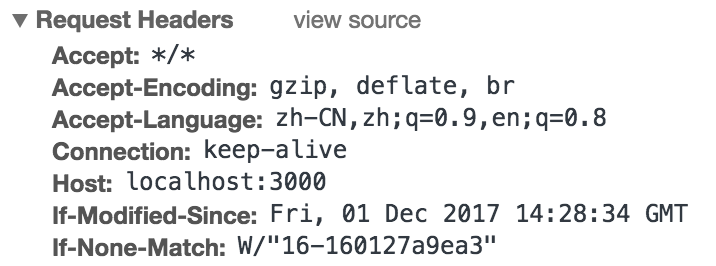 ▼ Request Headers view source
Accept: */*
Accept-Encoding: gzip, deflate, br
Accept-Language: zh-CN,zh;q=0.9,en;q=0.8
Connection: keep-alive
Host: localhost:3000
If-Modified-Since: Fri, 01 Dec 2017 14:28:34 GMT
If-None-Match: W/"16-160127a9ea3"